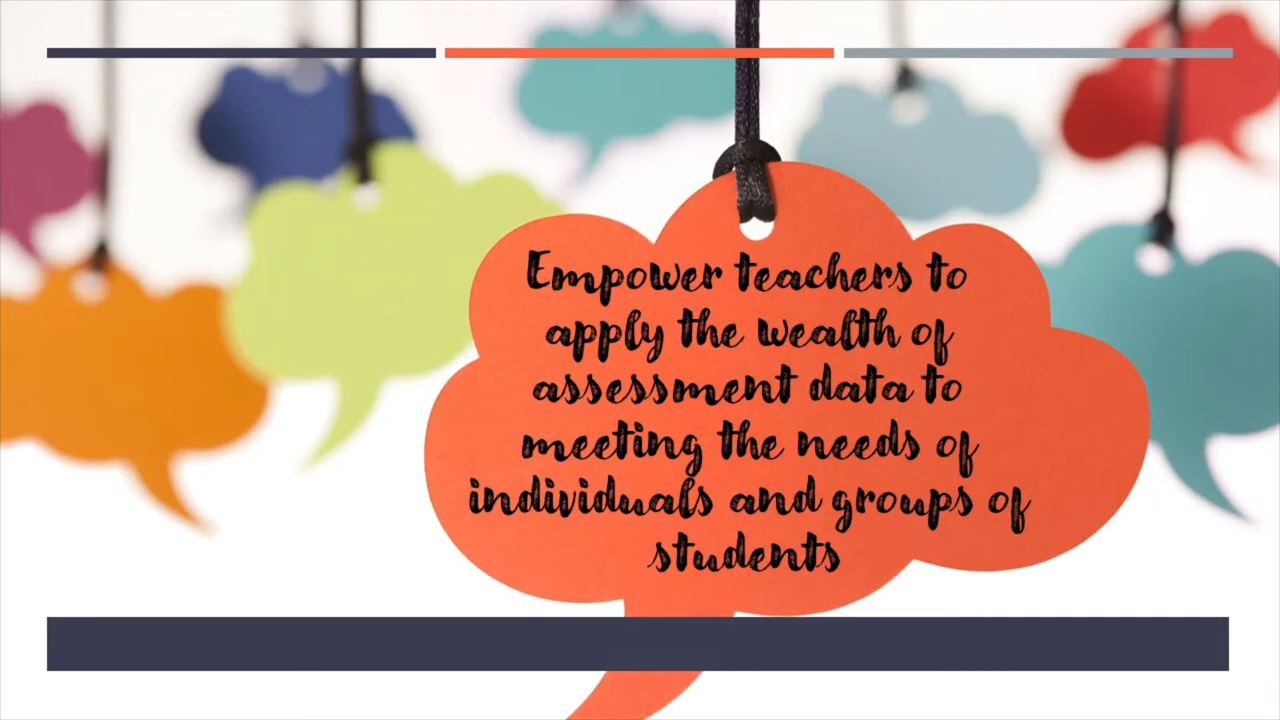 Empower teachers to
apply the wealth of
assessment data to
meeting the needs of
individuals and groups of
students